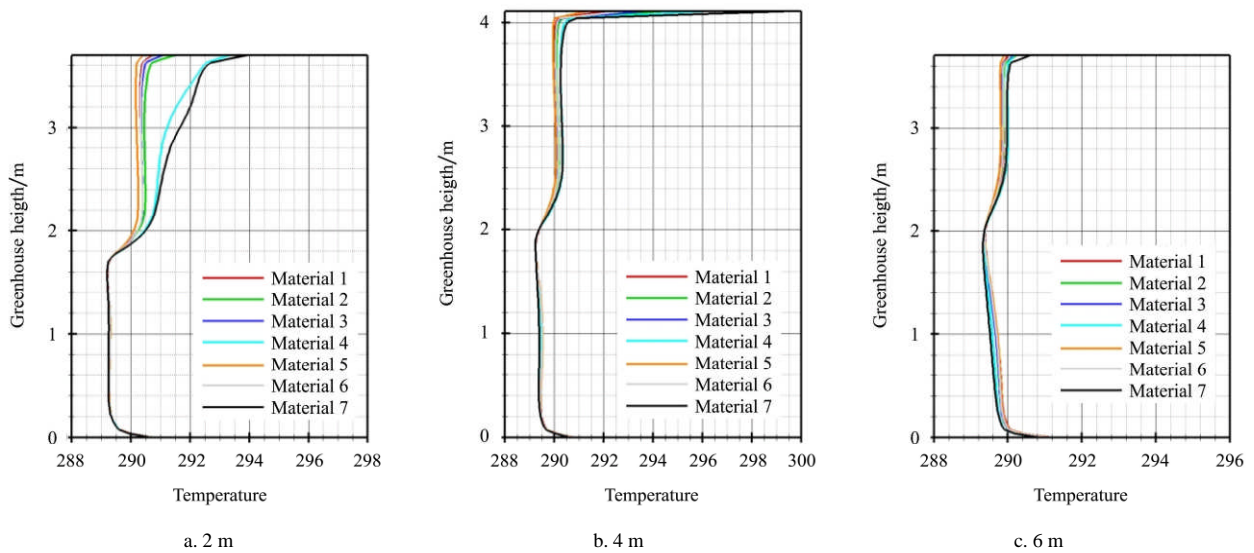 Greenhouse heigth/m
3
2
1
0
288
290
292
294
296
298
Temperature
Material 1
Material 2
Material 3
Material 4
Material 5
Material 6
Material 7
a. 2 m
Greenhouse heigth/m
4
3
2
1
0
288
290
292
294
296
298
300
Temperature
Material 1
Material 2
Material 3
Material 4
Material 5
Material 6
Material 7
b. 4 m
Greenhouse heigth/m
3
2
1
0
288
290
292
294
296
Temperature
Material 1
Material 2
Material 3
Material 4
Material 5
Material 6
Material 7
c. 6 m